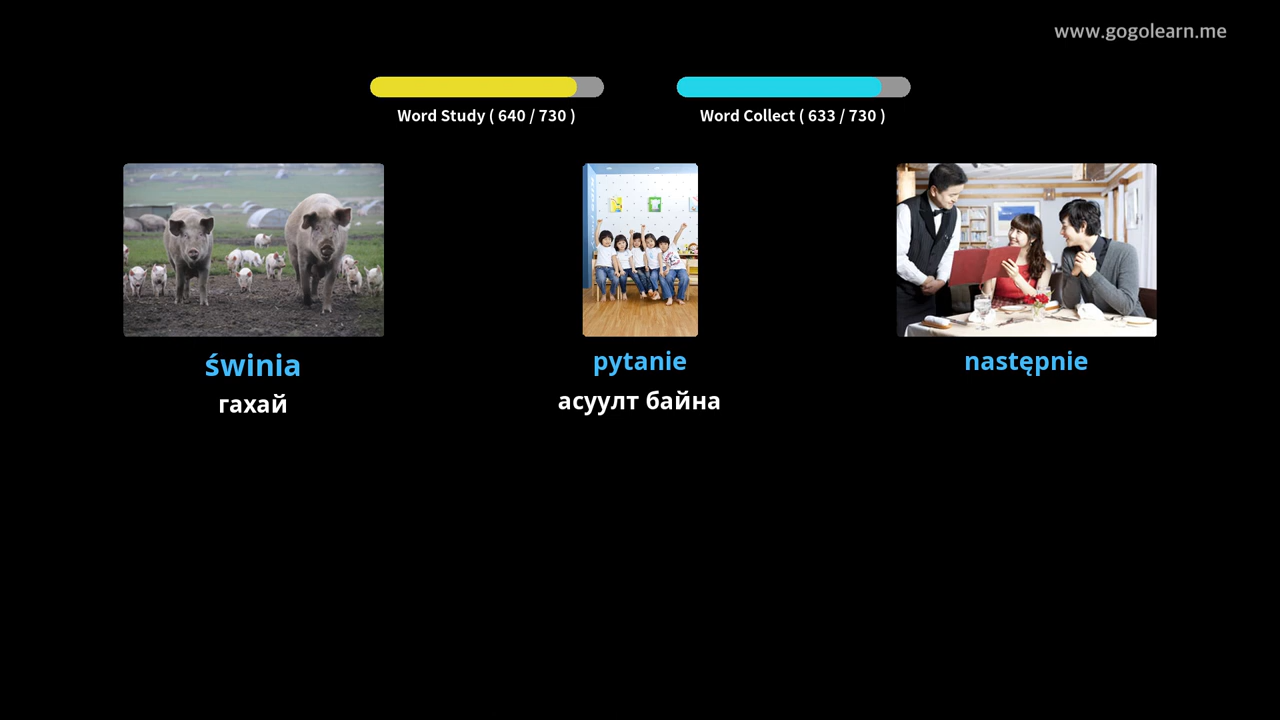 www.gogolearn.me
Word Study ( 640 / 730 )
Word Collect ( 633 / 730 )
świnia
pytanie
następnie
гахай
асуулт байна